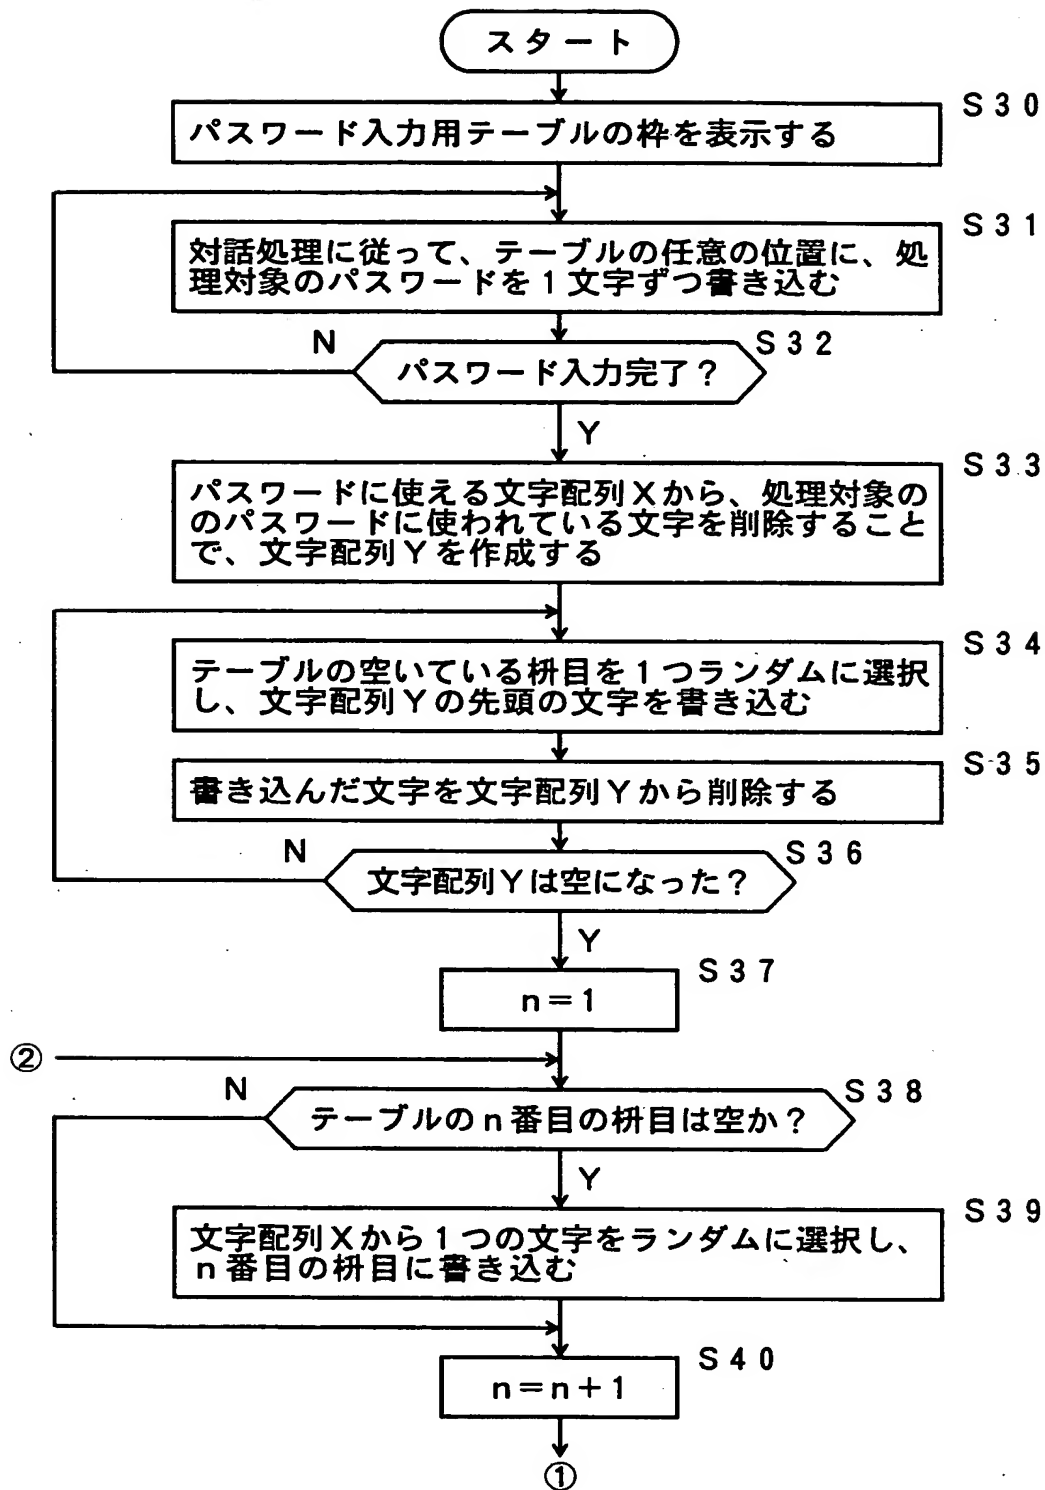 スタート
S30
パスワード入力用テーブルの枠を表示する
S31
対話処理に従って、テーブルの任意の位置に、処
理対象のパスワードを1文字ずつ書き込む
N
S32
パスワード入力完了?
Y
S33
パスワードに使える文字配列Xから、処理対象の
のパスワードに使われている文字を削除すること
で、文字配列Yを作成する
S34
テーブルの空いている枡目を1つランダムに選択
し、文字配列Yの先頭の文字を書き込む
S35
書き込んだ文字を文字配列Yから削除する
N
S36
文字配列Yは空になった?
Y
S37
n=1
②
N
S38
テーブルのn番目の枡目は空か?
Y
S39
文字配列Xから1つの文字をランダムに選択し、
n番目の枡目に書き込む
S40
n=n+1
①